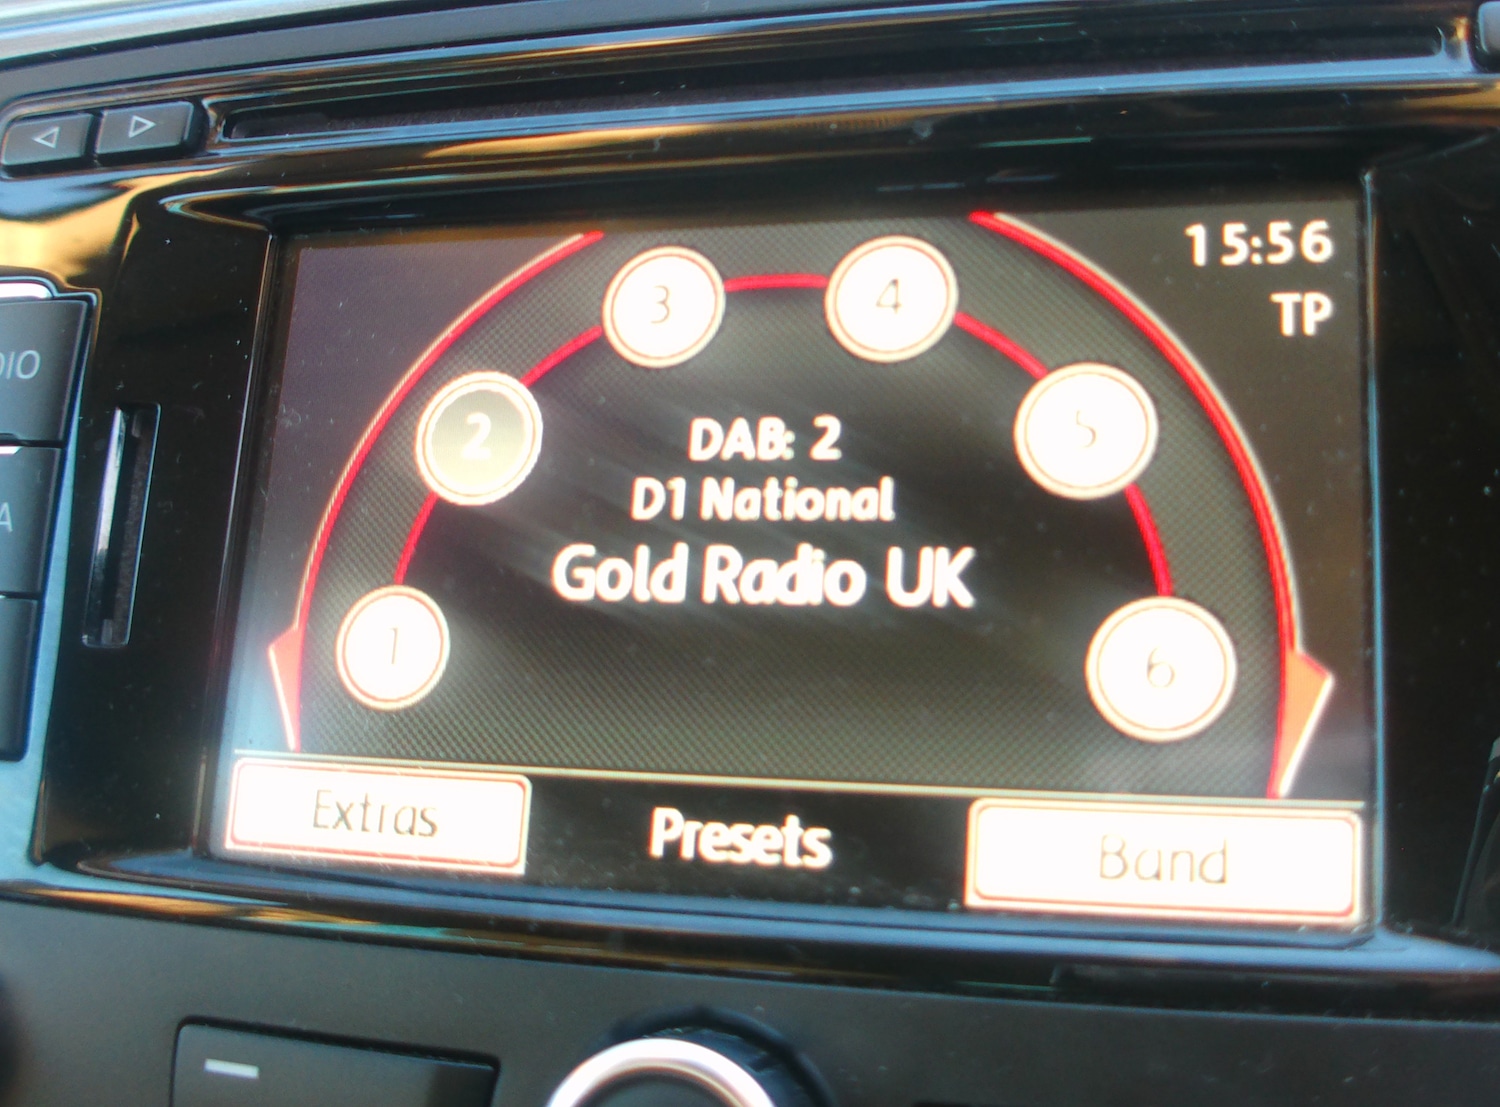 15:56
TP
3
4
2
5
DIO
DAB: 2
D1 National
Gold Radio UK
A
1
6
Extras
Presets
Band